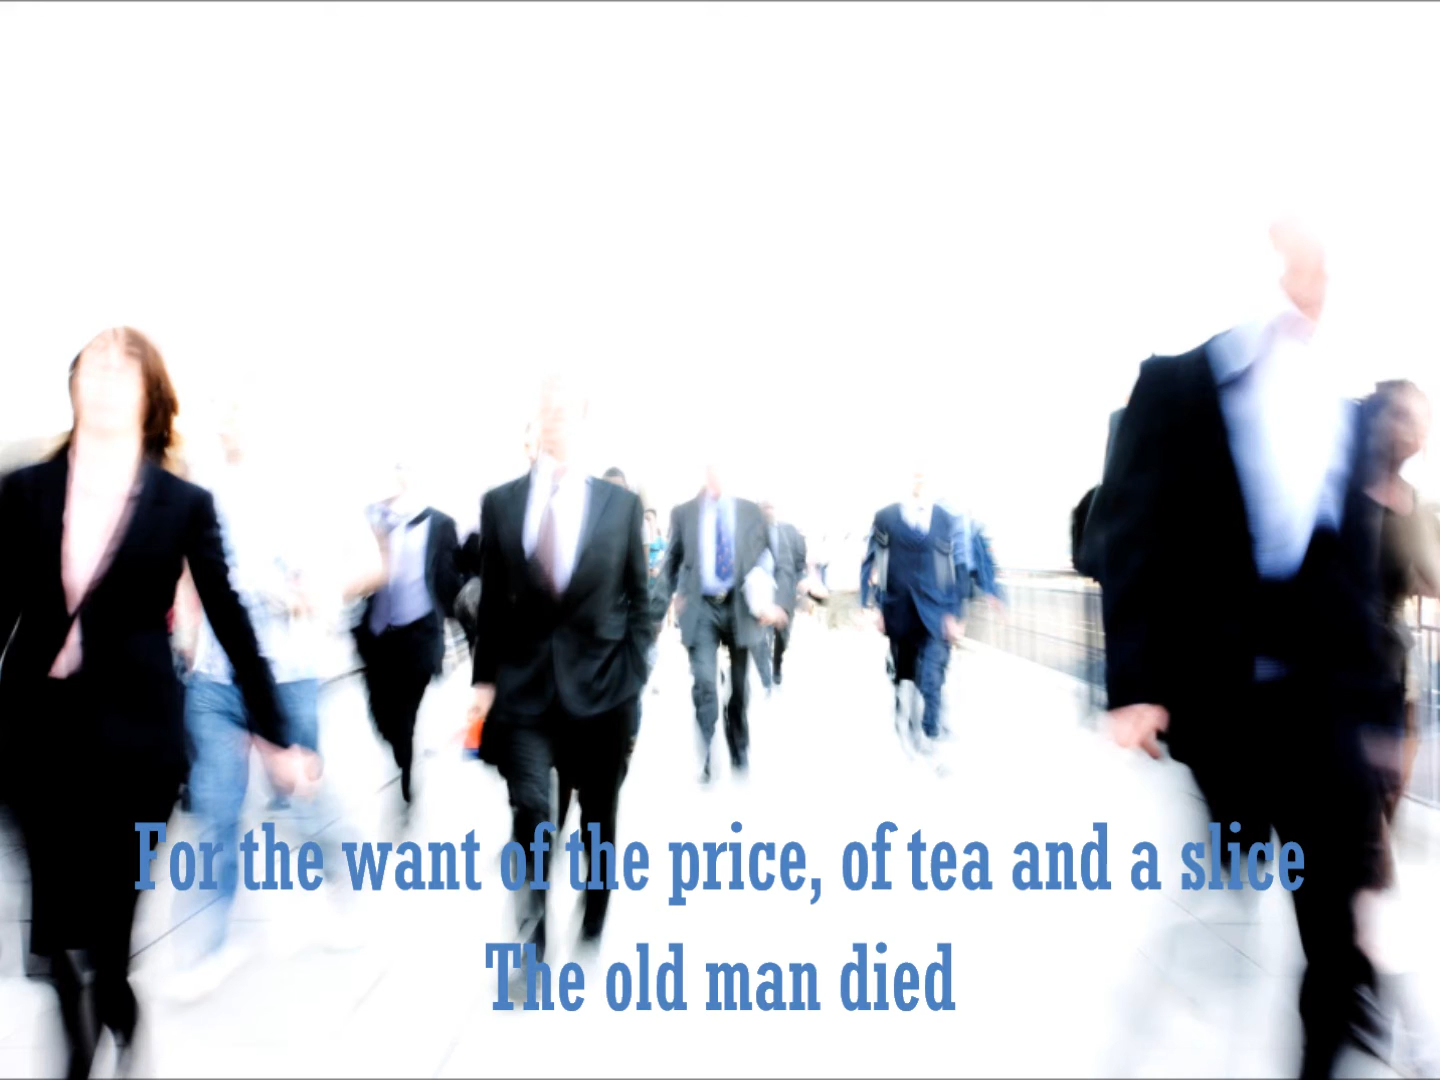 For the want of the price, of tea and a slice
The old man died